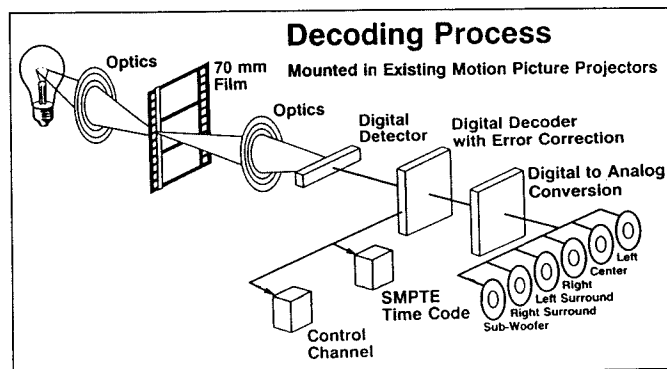 Decoding Process
Mounted in Existing Motion Picture Projectors
Optics
70 mm
Film
Optics
Digital
Detector
Digital Decoder
with Error Correction
Digital to Analog
Conversion
Left
Center
Right
Left Surround
Right Surround
Sub-Woofer
SMPTE
Time Code
Control
Channel